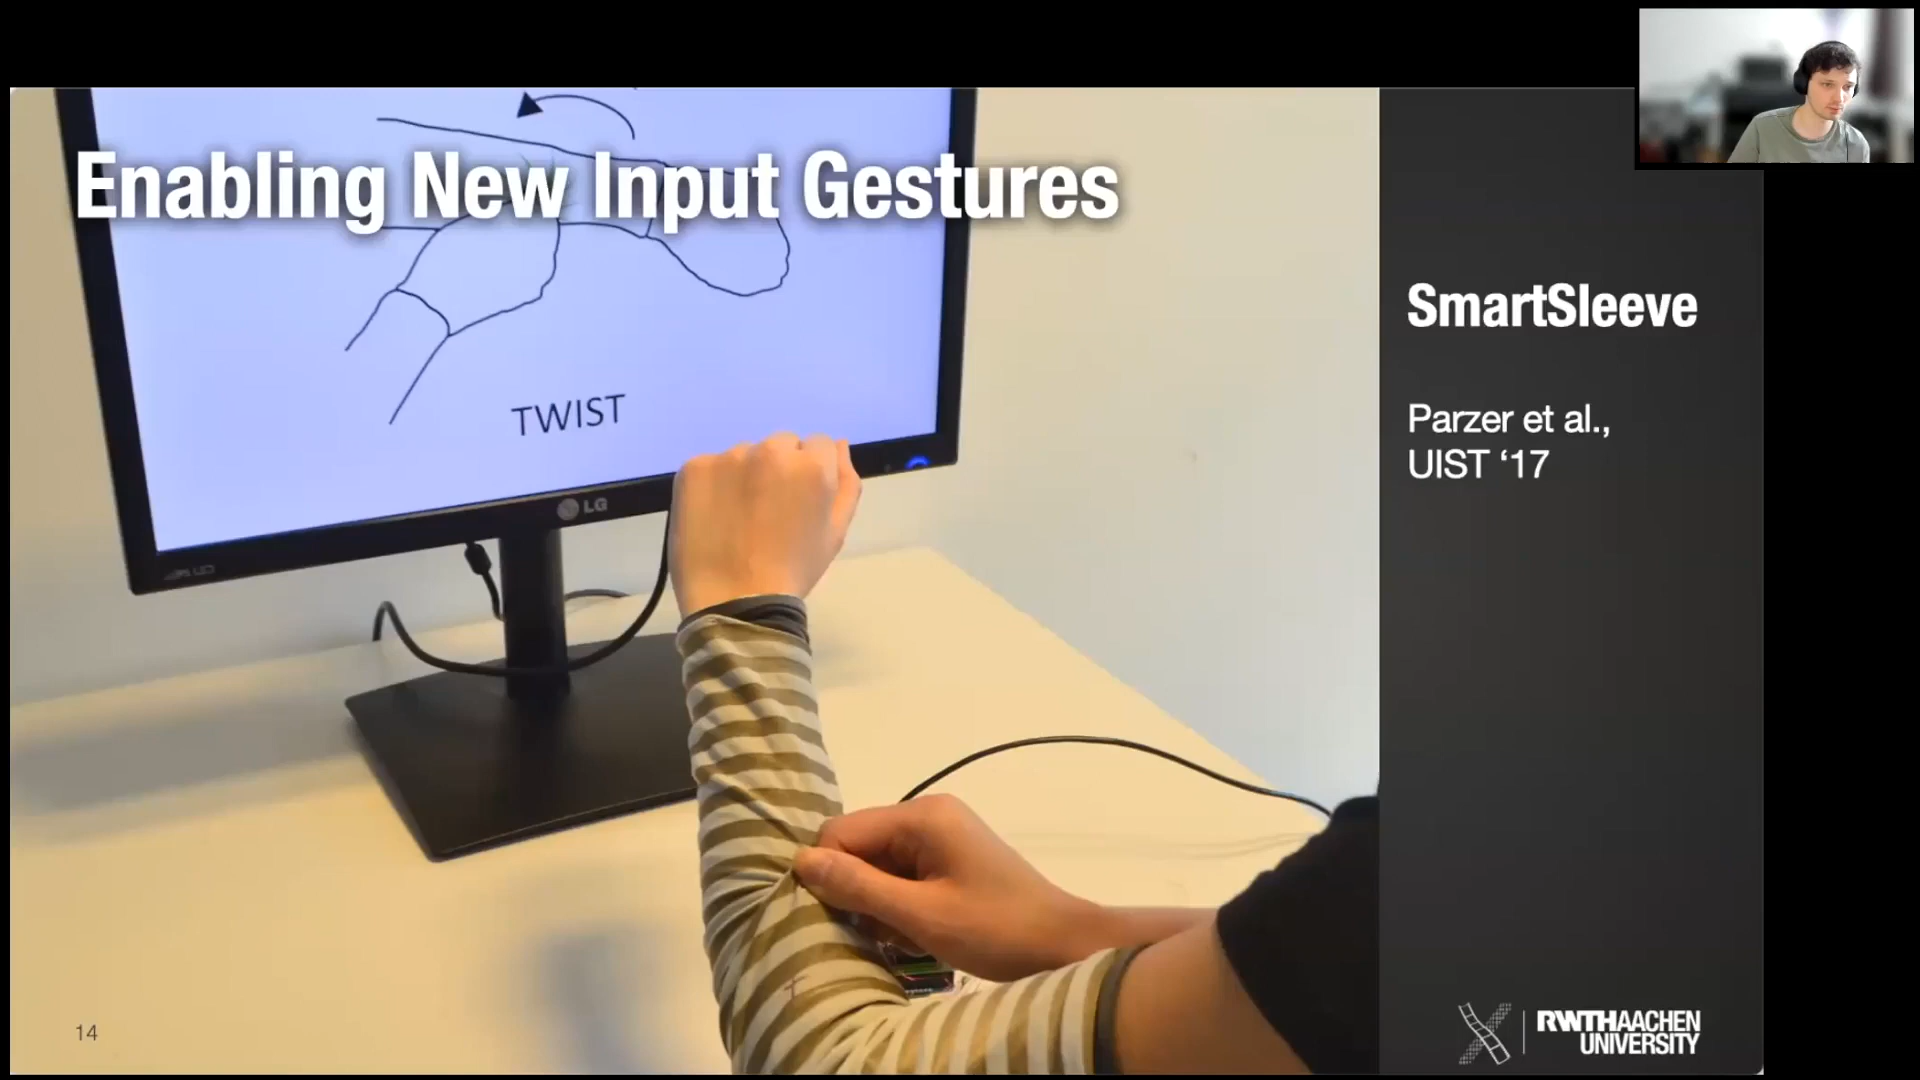 Enabling New Input Gestures
TWIST
LG
SmartSleeve
Parzer et al.,
UIST ‘17
14
RWTHAACHEN
UNIVERSITY